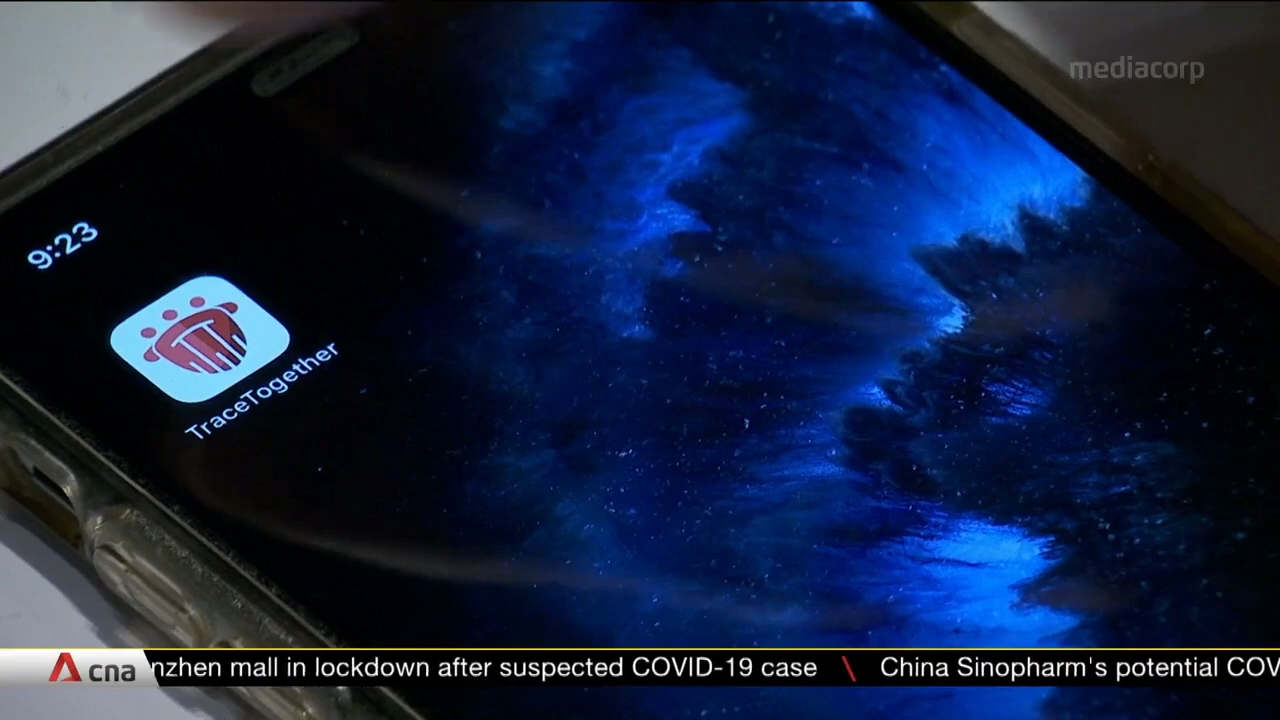 mediacorp
9:23
TraceTogether
cna
nzhen mall in lockdown after suspected COVID-19 case \ China Sinopharm's potential COV